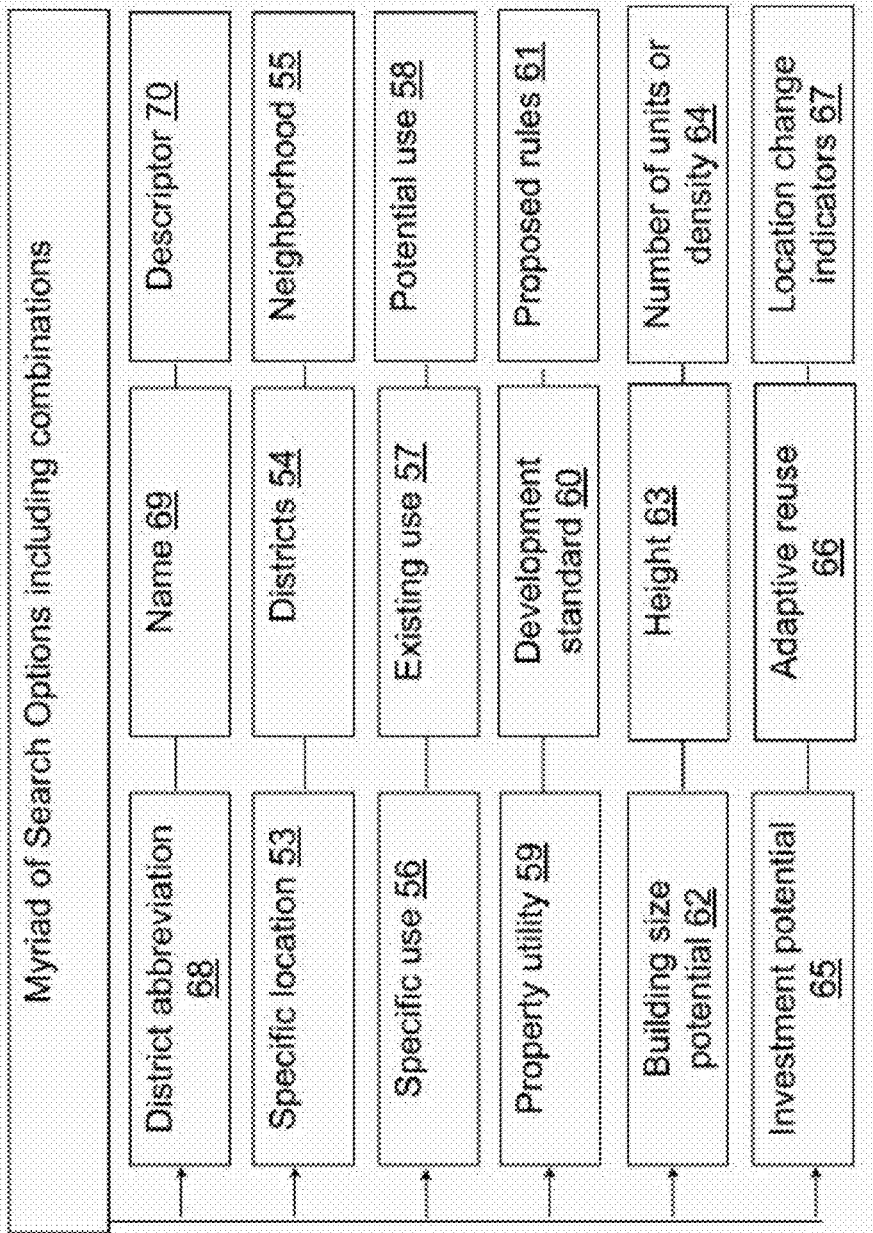 Myriad of Search Options including combinations
District abbreviation
68
Name 69
Descriptor 70
Specific location 53
Districts 54
Neighborhood 55
Specific use 56
Existing use 57
Potential use 58
Property utility 59
Development
standard 60
Proposed rules 61
Building size
potential 62
Height 63
Number of units or
density 64
Investment potential
65
Adaptive reuse
66
Location change
indicators 67